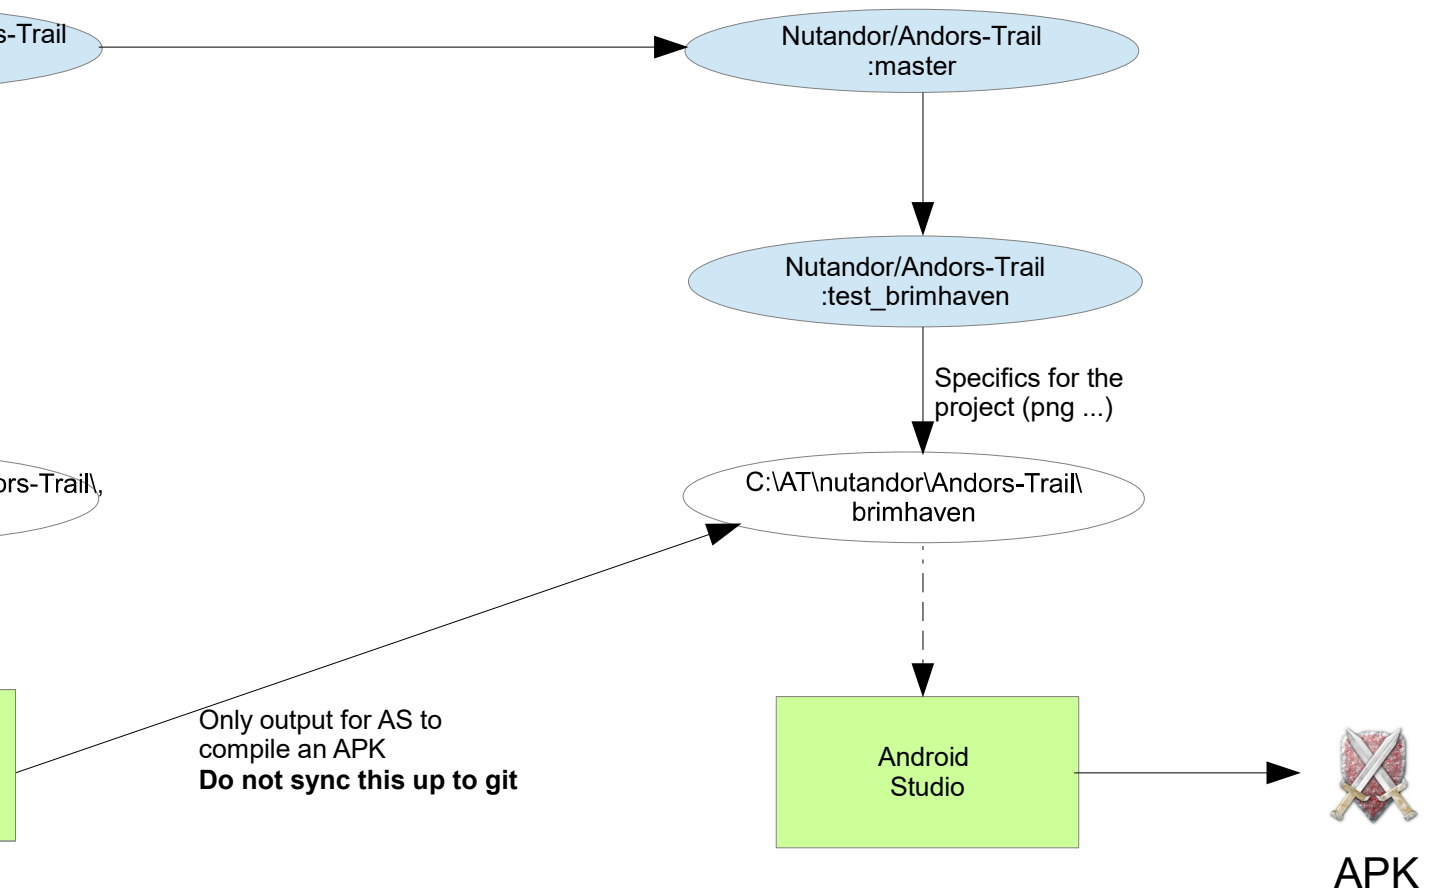 s-Trail
Nutandor/Andors-Trail
:master
Nutandor/Andors-Trail
:test_brimhaven
Specifics for the
project (png ...)
ors-Trail\,
C:\AT\nutandor\Andors-Trail\
brimhaven
Only output for AS to
compile an APK
Do not sync this up to git
Android
Studio
APK